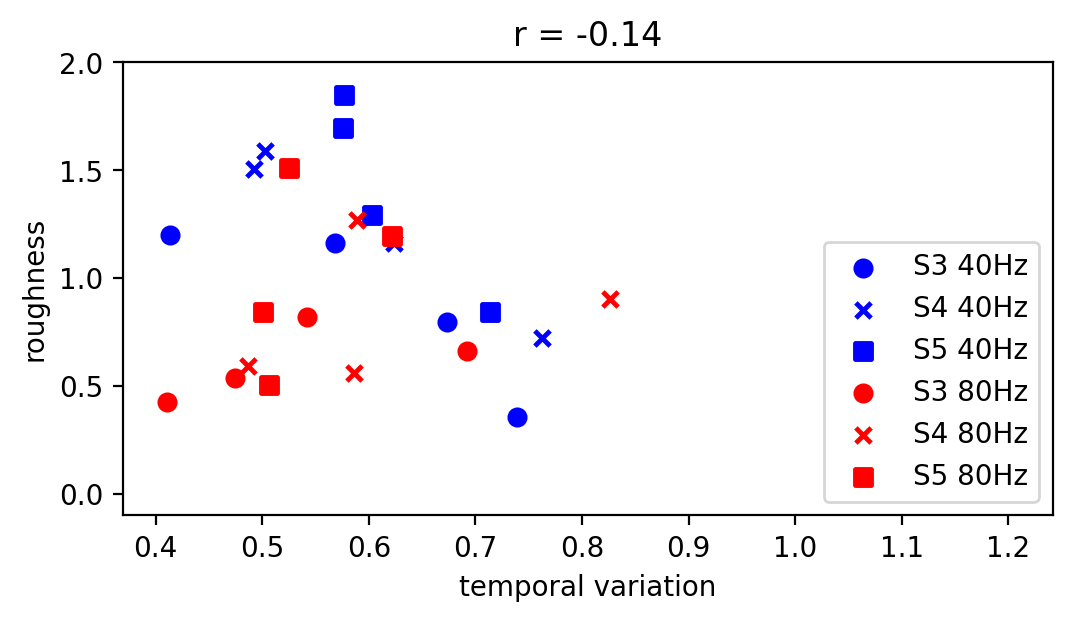 r = -0.14
roughness
2.0
1.5
1.0
0.5
0.0
0.4 0.5 0.6 0.7 0.8 0.9 1.0 1.1 1.2
temporal variation
S3 40Hz
S4 40Hz
S5 40Hz
S3 80Hz
S4 80Hz
S5 80Hz